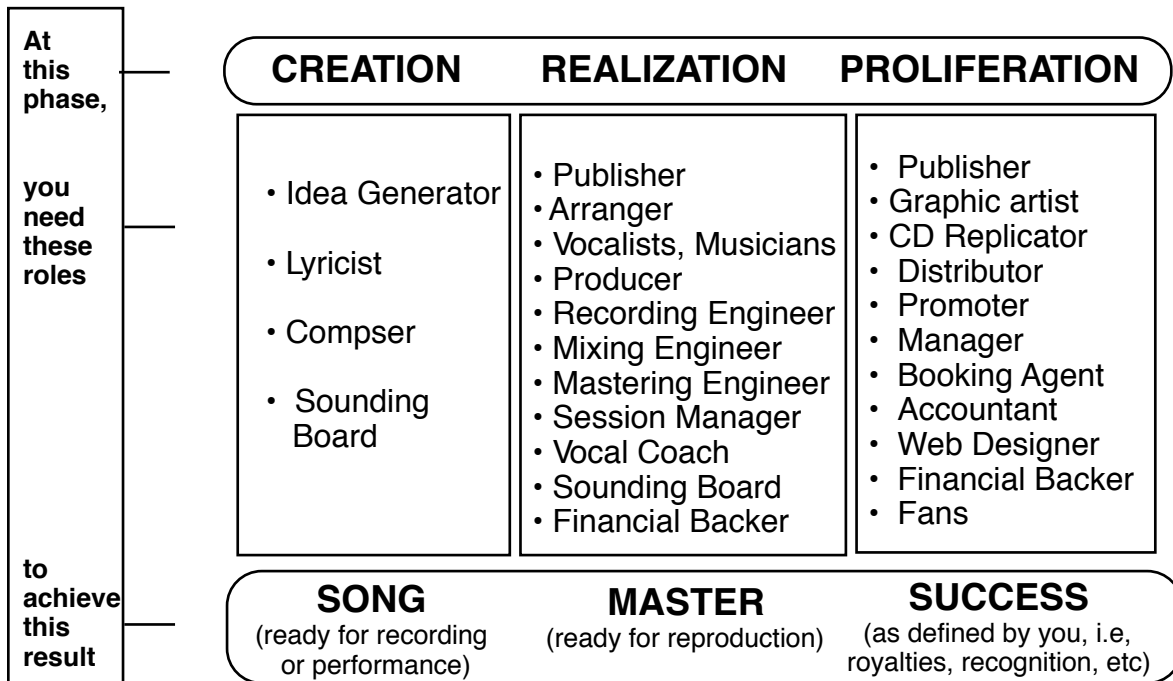 At
this
phase,
CREATION REALIZATION PROLIFERATION
you
need
these
roles
• Idea Generator
• Lyricist
• Compser
• Sounding
Board
• Publisher
• Arranger
• Vocalists, Musicians
• Producer
• Recording Engineer
• Mixing Engineer
• Mastering Engineer
• Session Manager
• Vocal Coach
• Sounding Board
• Financial Backer
• Publisher
• Graphic artist
• CD Replicator
• Distributor
• Promoter
• Manager
• Booking Agent
• Accountant
• Web Designer
• Financial Backer
• Fans
to
achieve
this
result
SONG
(ready for recording
or performance)
MASTER
(ready for reproduction)
SUCCESS
(as defined by you, i.e,
royalties, recognition, etc)